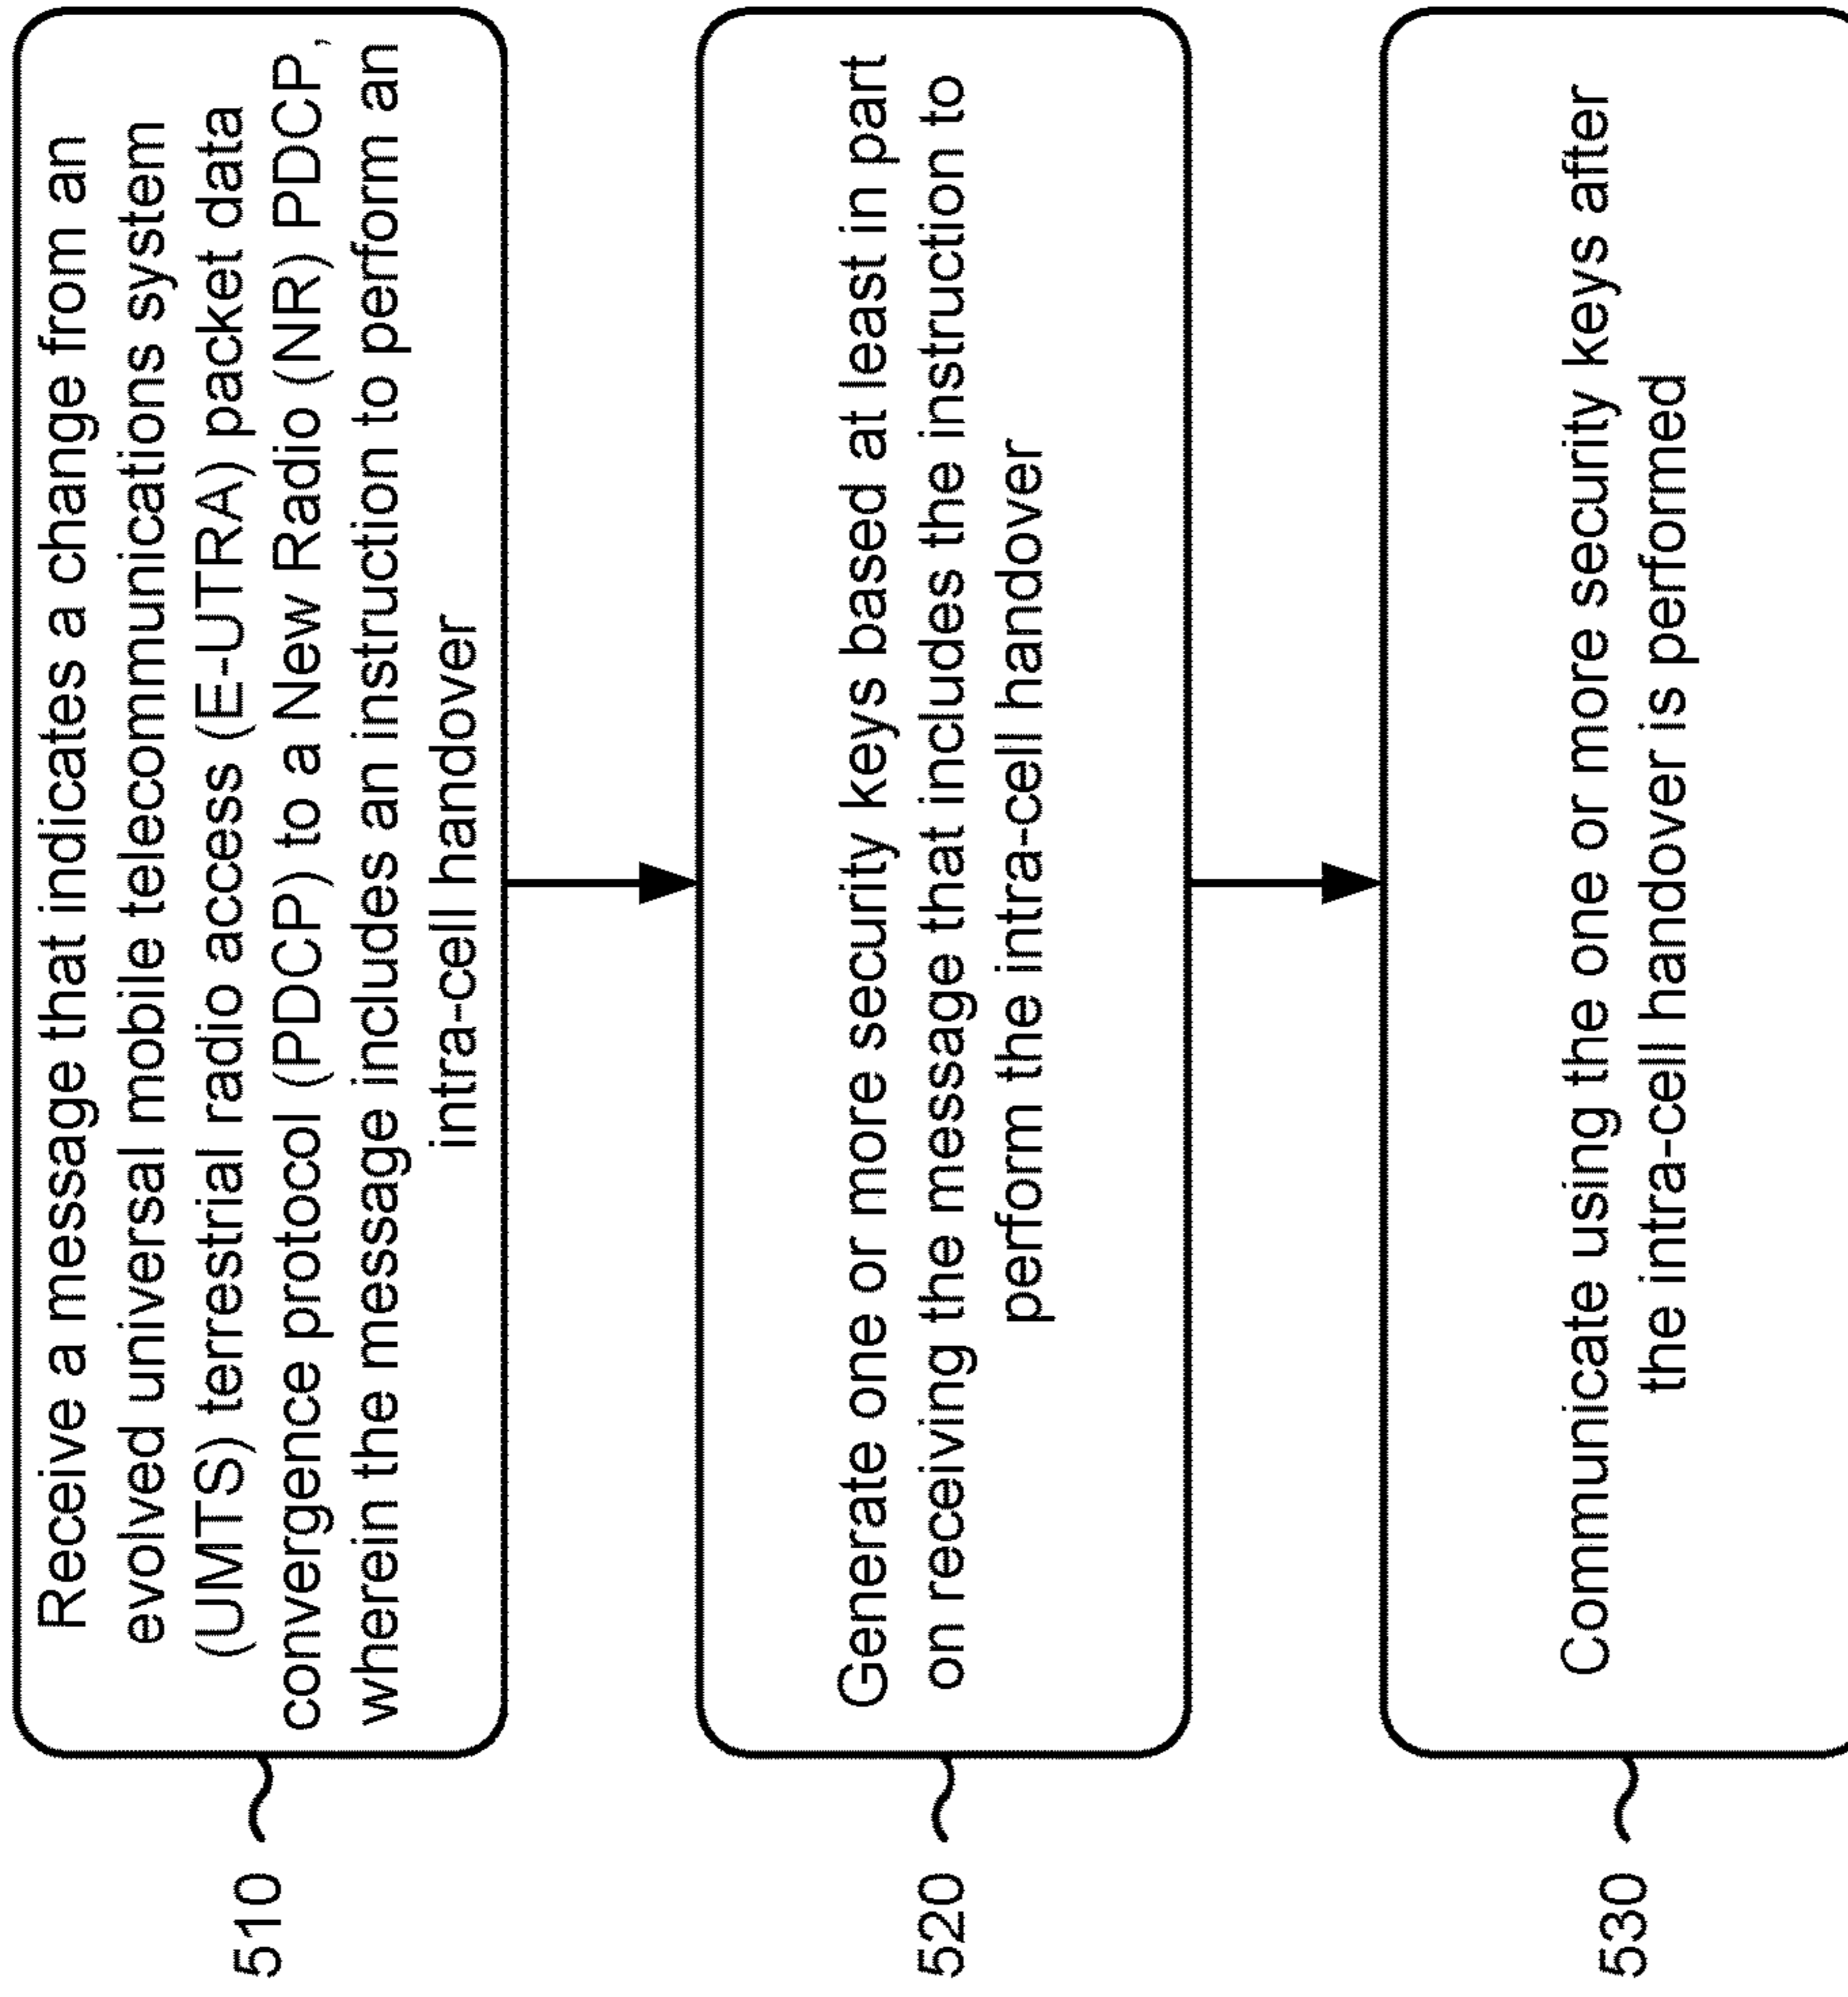 510
Receive a message that indicates a change from an
evolved universal mobile telecommunications system
(UMTS) terrestrial radio access (E-UTRA) packet data
convergence protocol (PDCP) to a New Radio (NR) PDCP,
wherein the message includes an instruction to perform an
intra-cell handover
520
Generate one or more security keys based at least in part
on receiving the message that includes the instruction to
perform the intra-cell handover
530
Communicate using the one or more security keys after
the intra-cell handover is performed